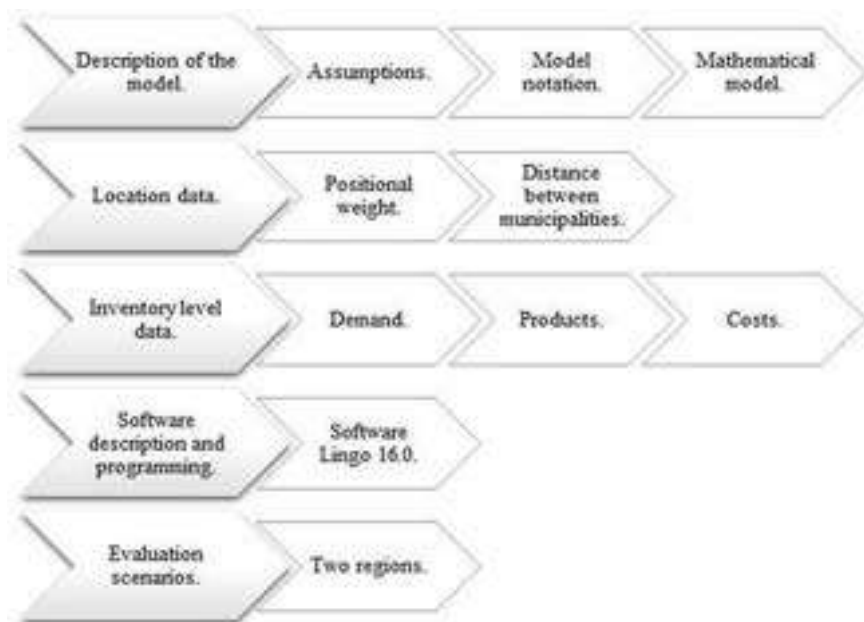 Description of the
model.
Assumptions.
Model
notation.
Mathematical
model.
Location data.
Positional
weight.
Distance
between
municipalities.
Inventory level
data.
Demand.
Products.
Costs.
Software
description and
programming.
Software
Lingo 16.0.
Evaluation
scenarios.
Two regions.